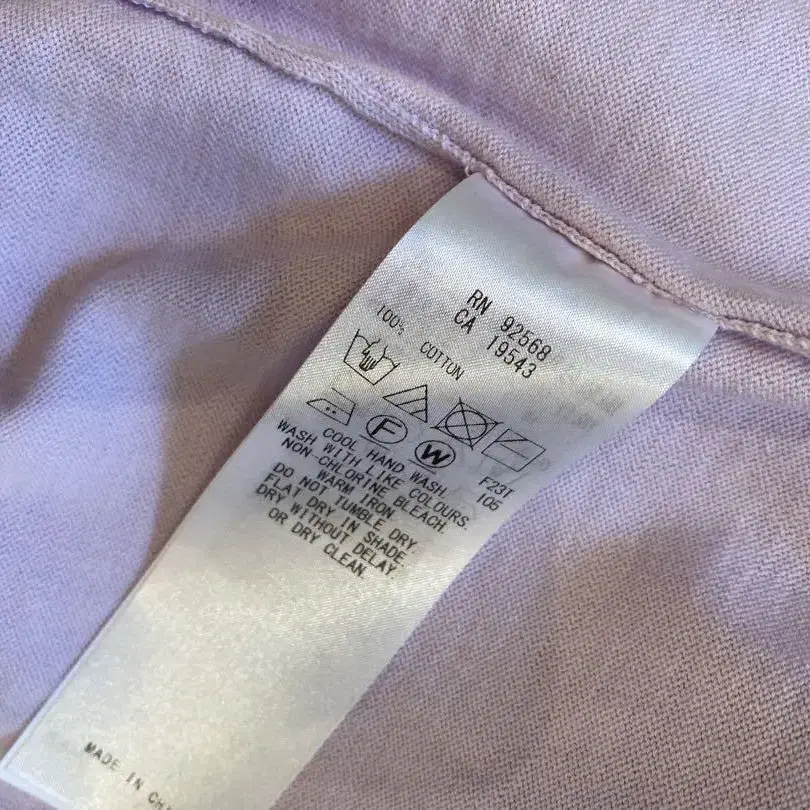 RN 92568
CA 19543
100% COTTON
F W
F23T
105
COOL HAND WASH.
WASH WITH LIKE COLOURS.
NON-CHLORINE BLEACH.
WARM IRON
DO NOT TUMBLE DRY.
FLAT DRY IN SHADE.
DRY WITHOUT DELAY.
OR DRY CLEAN.
MADE IN